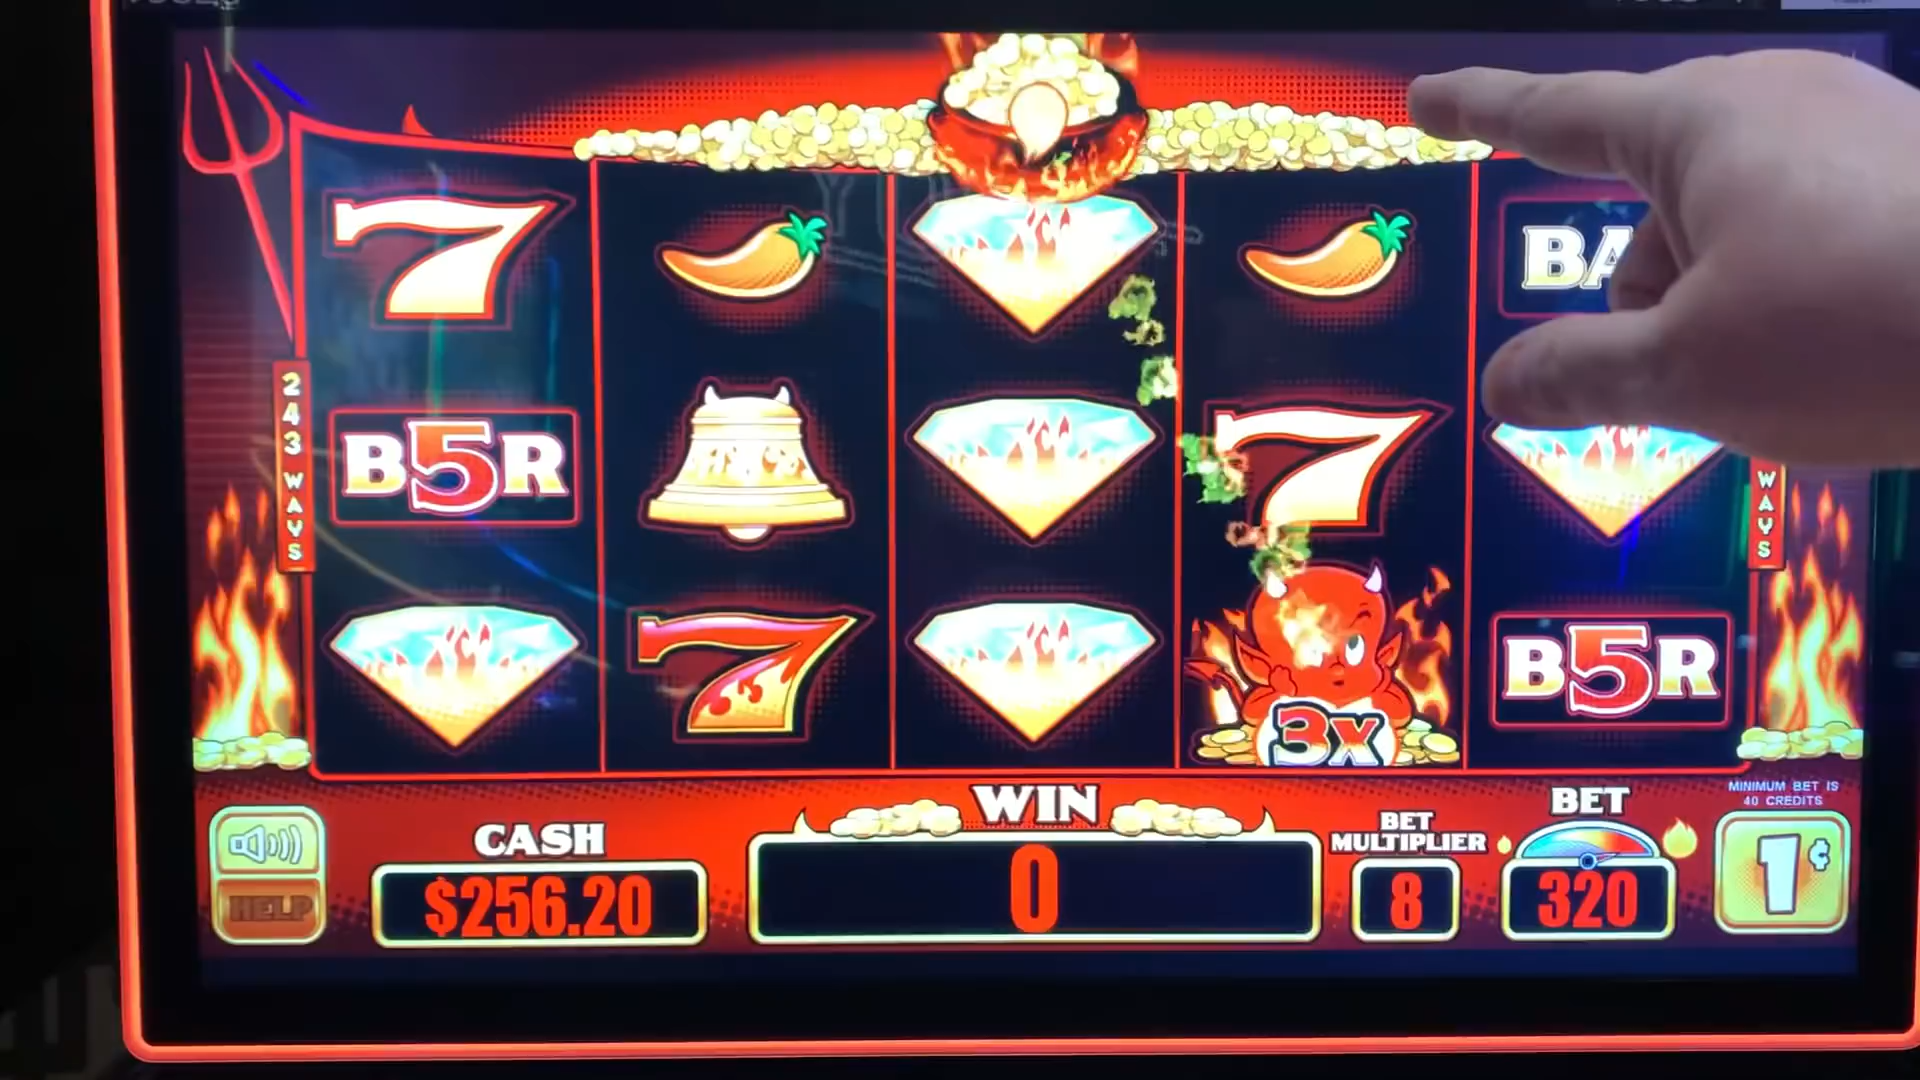 BA
243 WAYS
B5R
WAYS
B5R
3x
WIN
0
CASH
$256.20
HELP
BET
MULTIPLIER
8
BET
320
MINIMUM BET IS
40 CREDITS
1¢